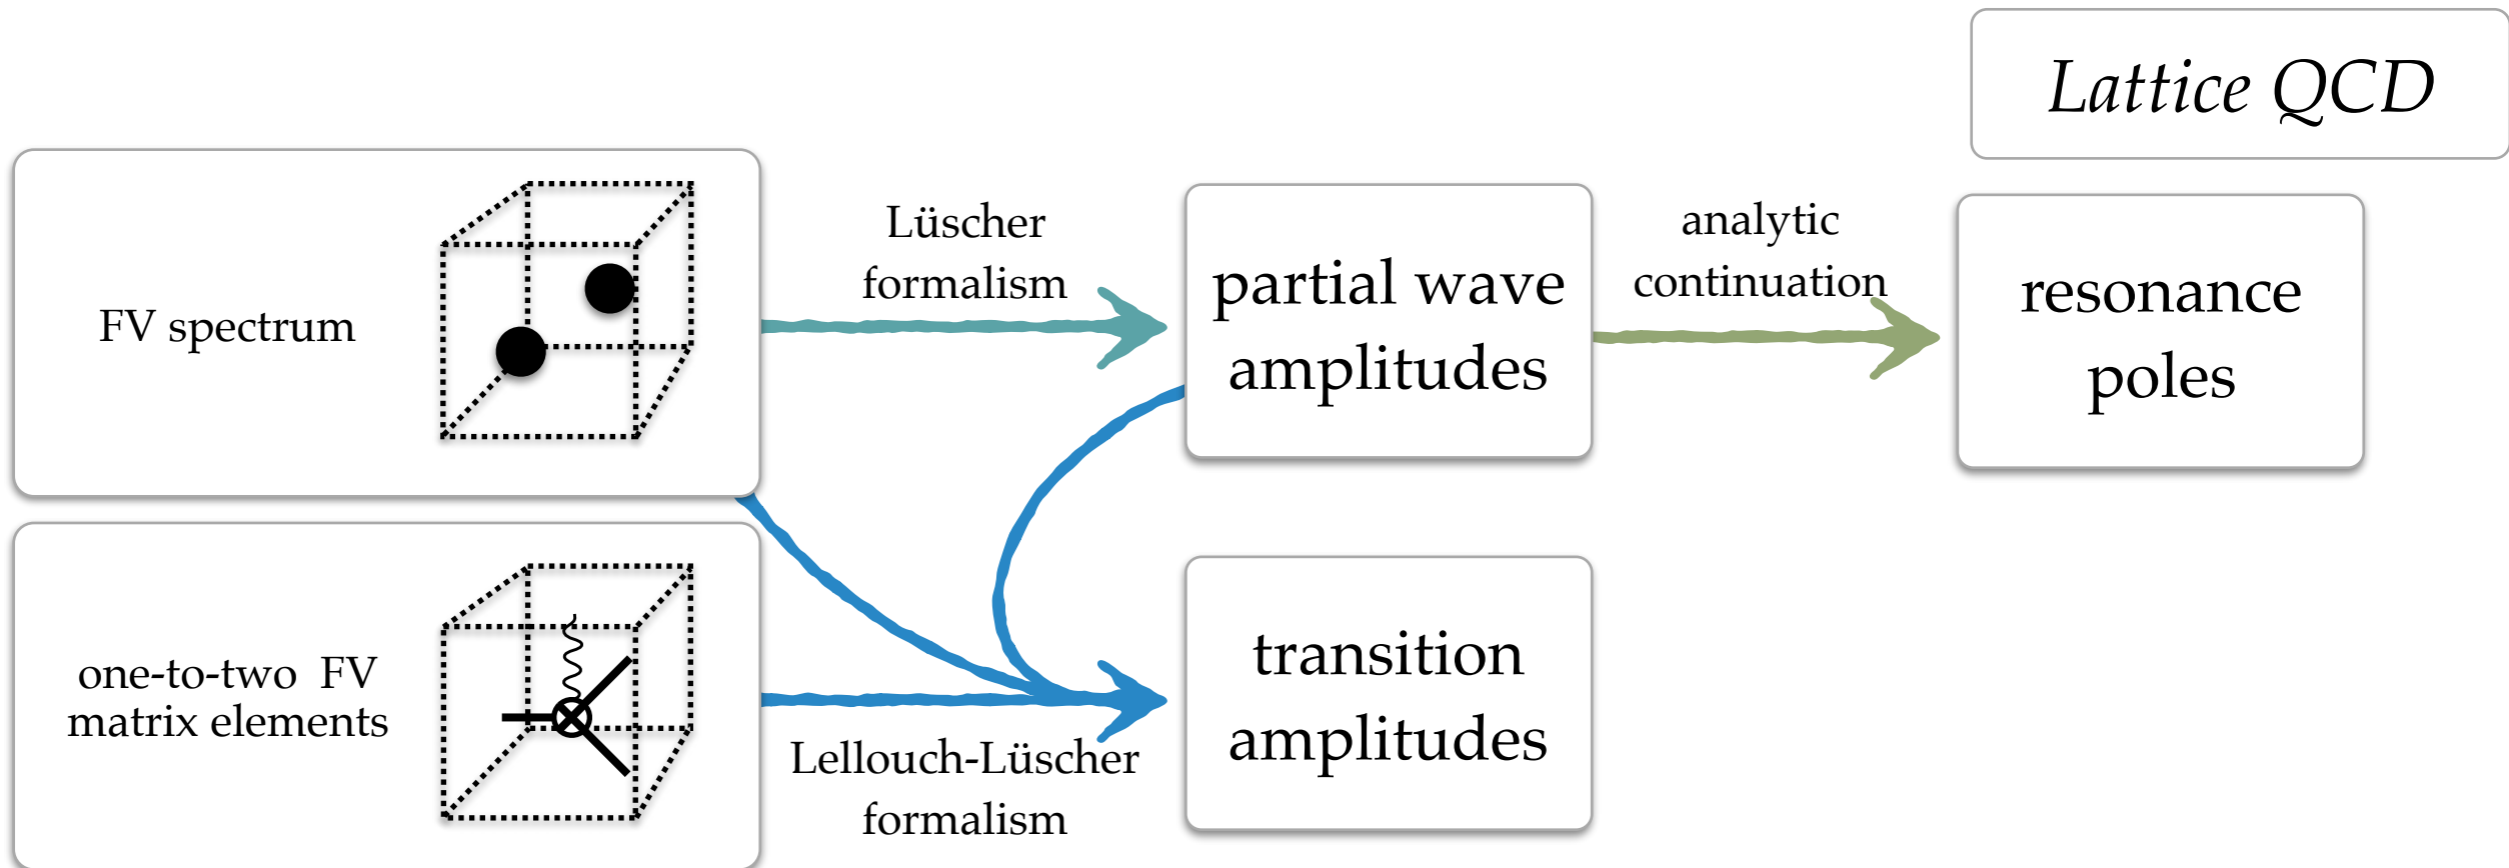 Lattice QCD
FV spectrum
Lüscher
formalism
partial wave
amplitudes
analytic
continuation
resonance
poles
one-to-two FV
matrix elements
Lellouch-Lüscher
formalism
transition
amplitudes